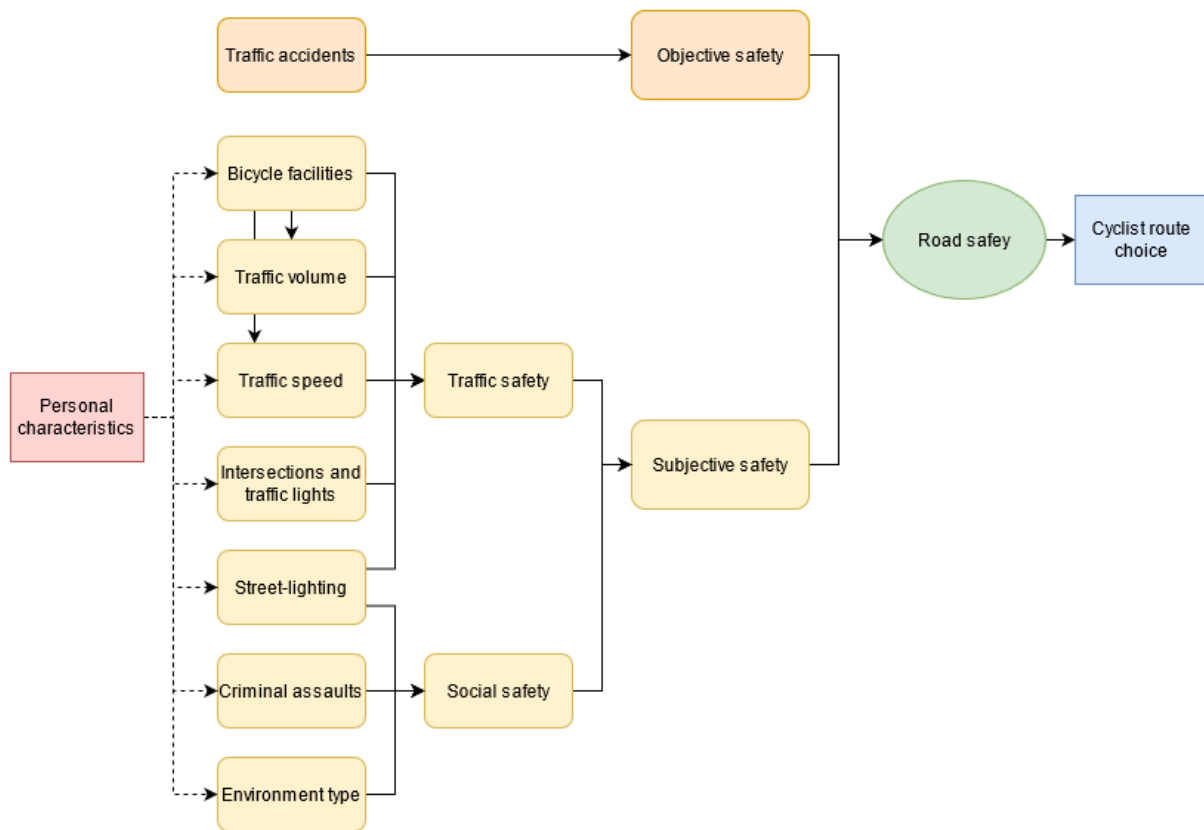 Traffic accidents
Objective safety
Bicycle facilities
Traffic volume
Road safey
Cyclist route
choice
Traffic speed
Traffic safety
Personal
characteristics
Intersections and
traffic lights
Subjective safety
Street-lighting
Criminal assaults
Social safety
Environment type